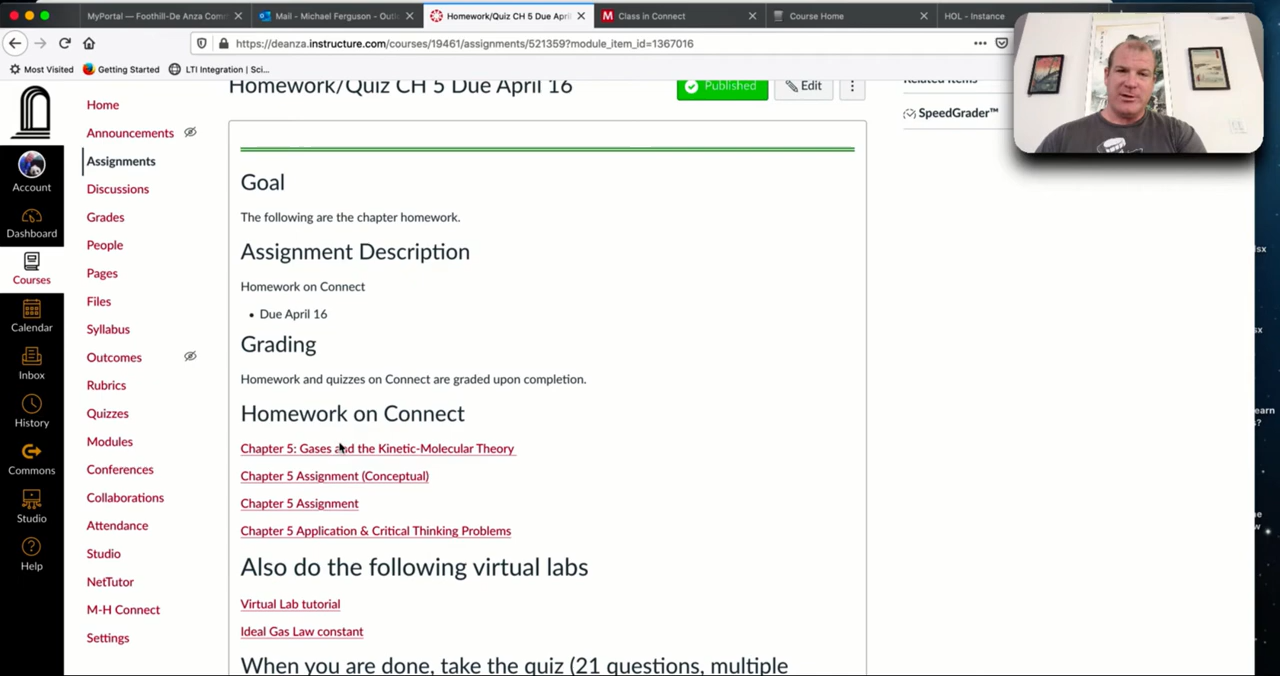 MyPortal — Foothill-De Anza Com
Mail - Michael Ferguson - Outl
Homework/Quiz CH 5 Due Apri
Class in Connect
Course Home
HOL - Instance
https://deanza.instructure.com/courses/19461/assignments/521359?module_item_id=1367016
Most Visited
Getting Started
LTI Integration | Sci...
Homework/Quiz CH 5 Due April 16
Published
Edit
Related Items
SpeedGrader™
Account
Dashboard
Courses
Calendar
Inbox
History
Commons
Studio
Help
Home
Announcements
Assignments
Discussions
Grades
People
Pages
Files
Syllabus
Outcomes
Rubrics
Quizzes
Modules
Conferences
Collaborations
Attendance
Studio
NetTutor
M-H Connect
Settings
Goal
The following are the chapter homework.
Assignment Description
Homework on Connect
• Due April 16
Grading
Homework and quizzes on Connect are graded upon completion.
Homework on Connect
Chapter 5: Gases and the Kinetic-Molecular Theory
Chapter 5 Assignment (Conceptual)
Chapter 5 Assignment
Chapter 5 Application & Critical Thinking Problems
Also do the following virtual labs
Virtual Lab tutorial
Ideal Gas Law constant
When you are done, take the quiz (21 questions, multiple